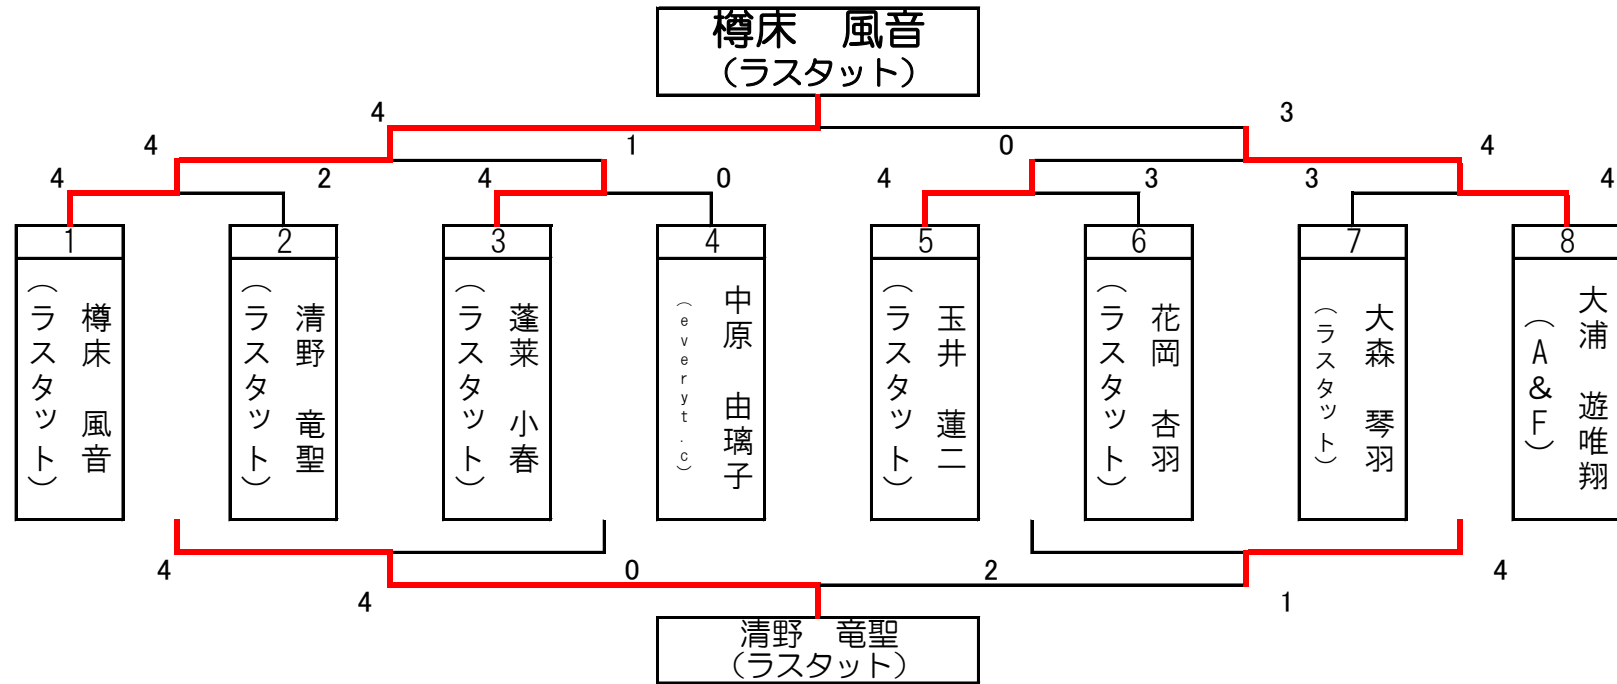 樽床　風音
（ラスタット）
4 3
4 1 0 4
4 2 4 0 4 3 3 4
1 2 3 4 5 6 7 8
樽床　風音
（ラスタット）
清野　竜聖
（ラスタット）
蓬莱　小春
（ラスタット）
中原　由璃子
（everyt.c）
玉井　蓮二
（ラスタット）
花岡　杏羽
（ラスタット）
大森　琴羽
（ラスタット）
大浦　遊唯翔
（A&F）
4 0 2 4
4 1
清野　竜聖
（ラスタット）